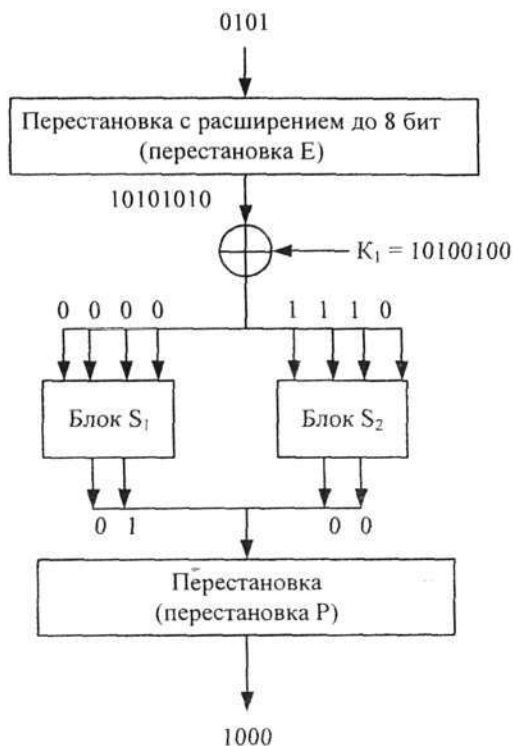 0101
Перестановка с расширением до 8 бит
(перестановка E)
10101010
K₁ = 10100100
0 0 0 0 1 1 1 0
Блок S₁ Блок S₂
0 1 0 0
Перестановка
(перестановка P)
1000